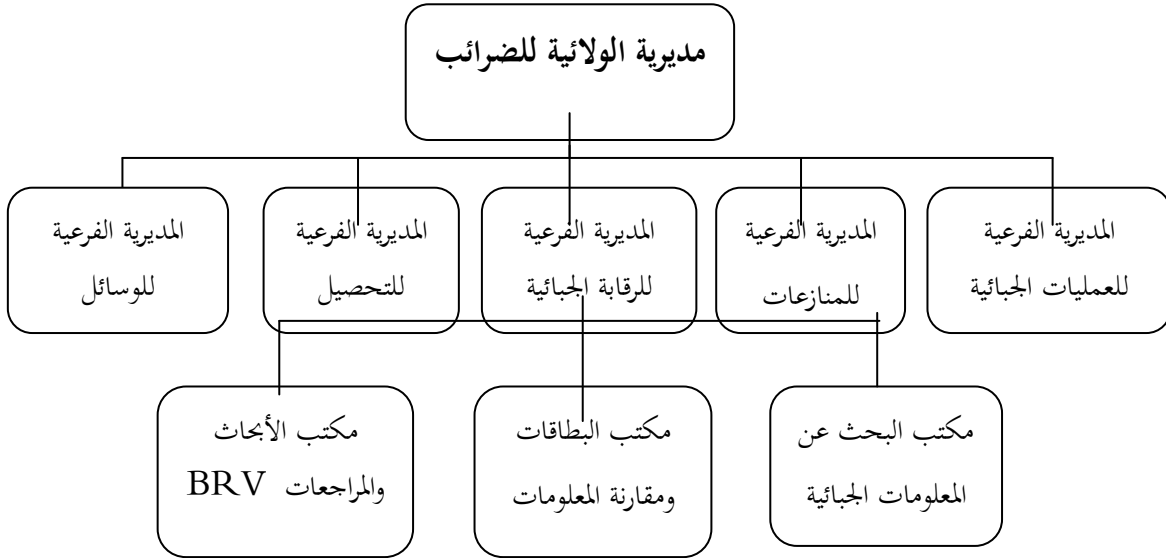 مديرية الولائية للضرائب
المديرية الفرعية
للعمليات الجبائية
المديرية الفرعية
للمنازعات
المديرية الفرعية
للرقابة الجبائية
المديرية الفرعية
للتحصيل
المديرية الفرعية
للوسائل
مكتب البحث عن
المعلومات الجبائية
مكتب البطاقات
ومقارنة المعلومات
مكتب الأبحاث
والمراجعات BRV